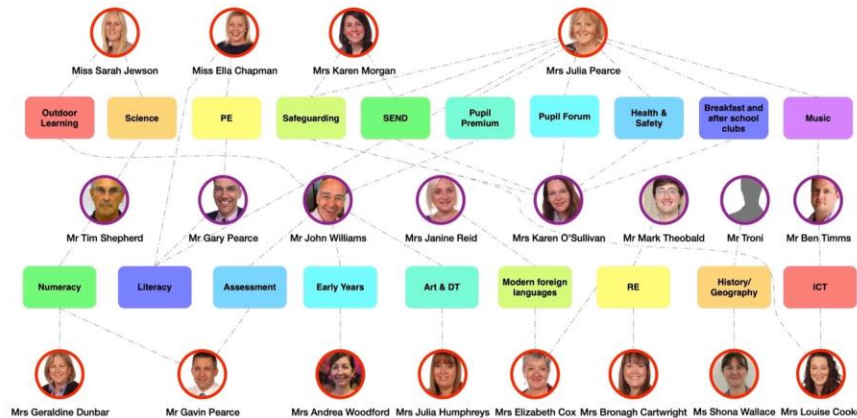 Miss Sarah Jewson
Miss Ella Chapman
Mrs Karen Morgan
Mrs Julia Pearce
Outdoor
Learning
Science
PE
Safeguarding
SEND
Pupil
Premium
Pupil Forum
Health &
Safety
Breakfast and
after school
clubs
Music
Mr Tim Shepherd
Mr Gary Pearce
Mr John Williams
Mrs Janine Reid
Mrs Karen O'Sullivan
Mr Mark Theobald
Mr Troni
Mr Ben Timms
Numeracy
Literacy
Assessment
Early Years
Art & DT
Modern foreign
languages
RE
History/
Geography
ICT
Mrs Geraldine Dunbar
Mr Gavin Pearce
Mrs Andrea Woodford
Mrs Julia Humphreys
Mrs Elizabeth Cox
Mrs Bronagh Cartwright
Ms Shona Wallace
Mrs Louise Cooke